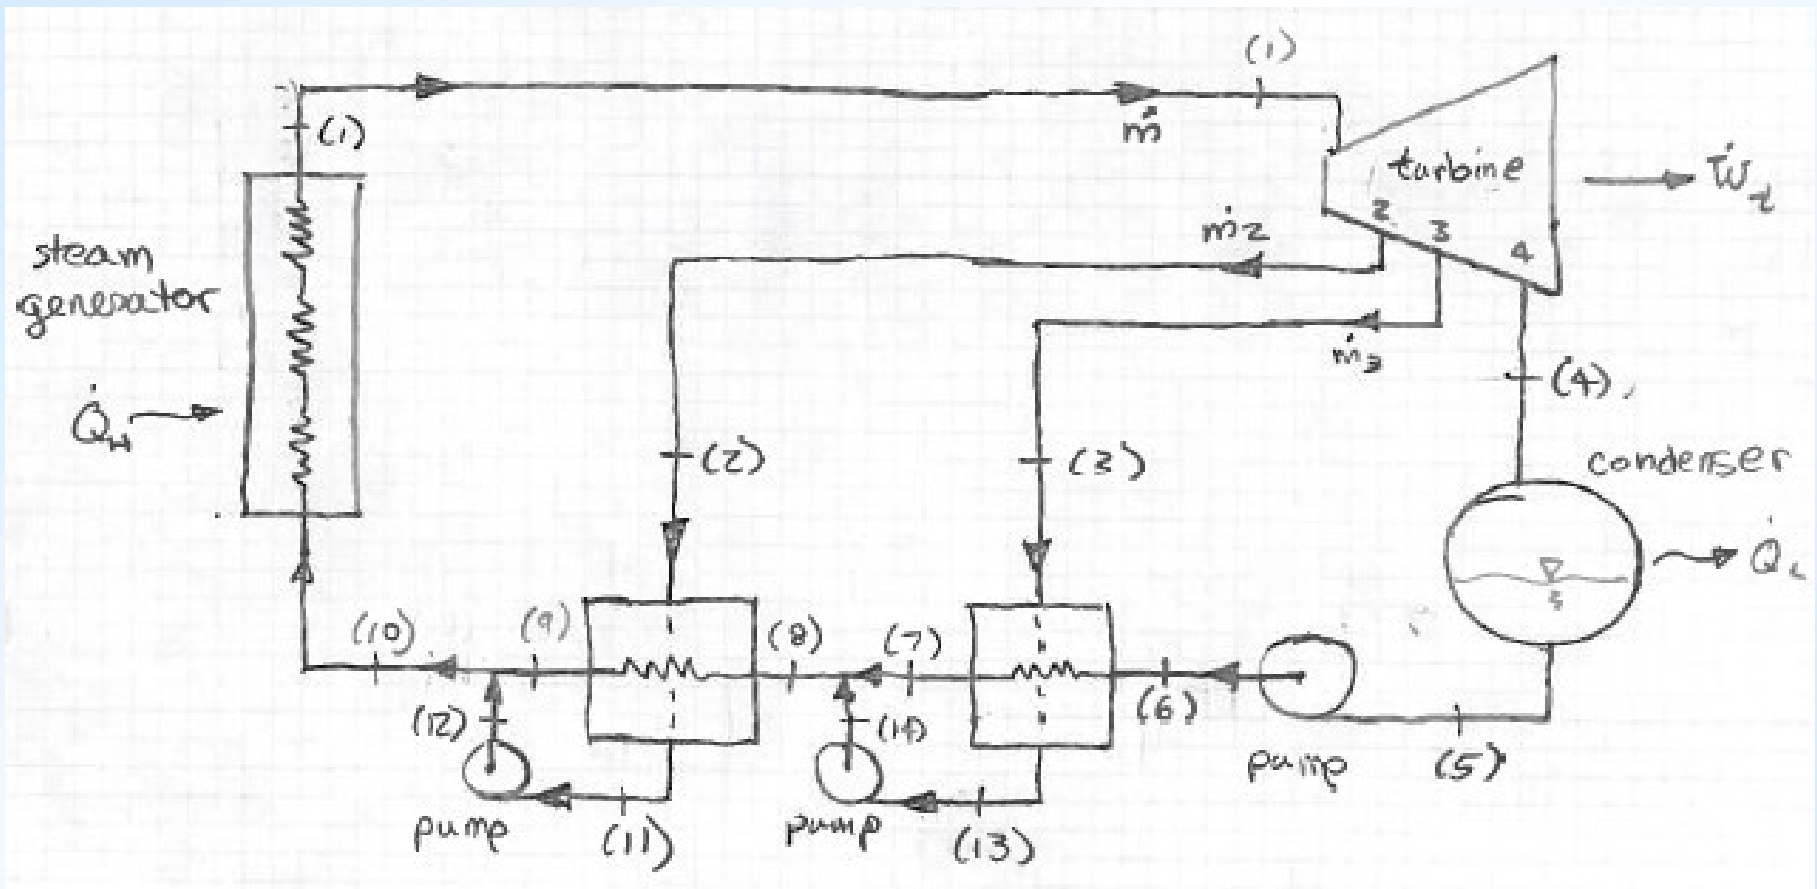 (1)
ṁ
(1)
turbine
Ẇt
2
3
4
ṁ2
ṁ3
steam
generator
Q̇H
(2)
(3)
(4)
condenser
Q̇L
5
(10)
(9)
(8)
(7)
(6)
(12)
(14)
pump
(5)
pump
(11)
pump
(13)